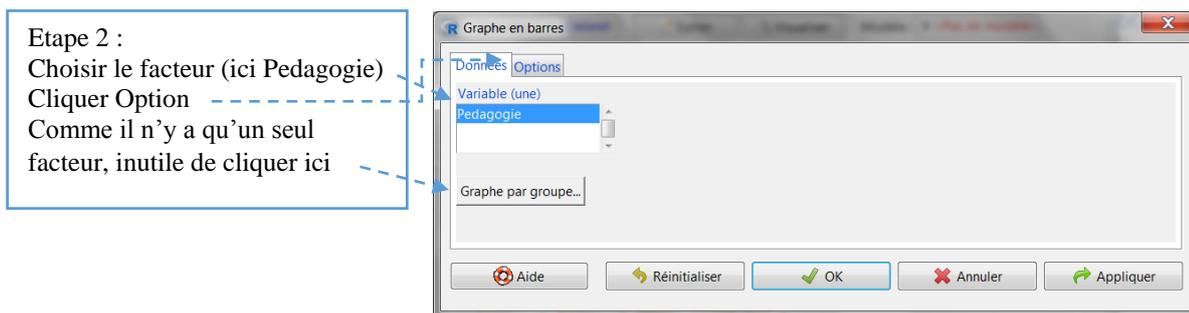 Etape 2 :
Choisir le facteur (ici Pedagogie)
Cliquer Option
Comme il n’y a qu’un seul
facteur, inutile de cliquer ici
R Graphe en barres
Données Options
Variable (une)
Pedagogie
Graphe par groupe...
Aide Réinitialiser OK Annuler Appliquer